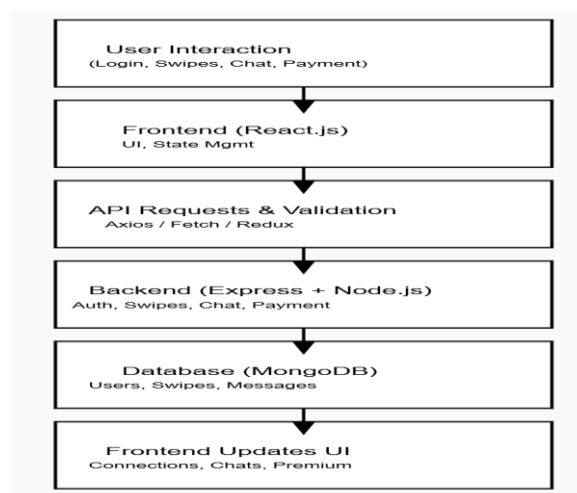 User Interaction
(Login, Swipes, Chat, Payment)
Frontend (React.js)
UI, State Mgmt
API Requests & Validation
Axios / Fetch / Redux
Backend (Express + Node.js)
Auth, Swipes, Chat, Payment
Database (MongoDB)
Users, Swipes, Messages
Frontend Updates UI
Connections, Chats, Premium